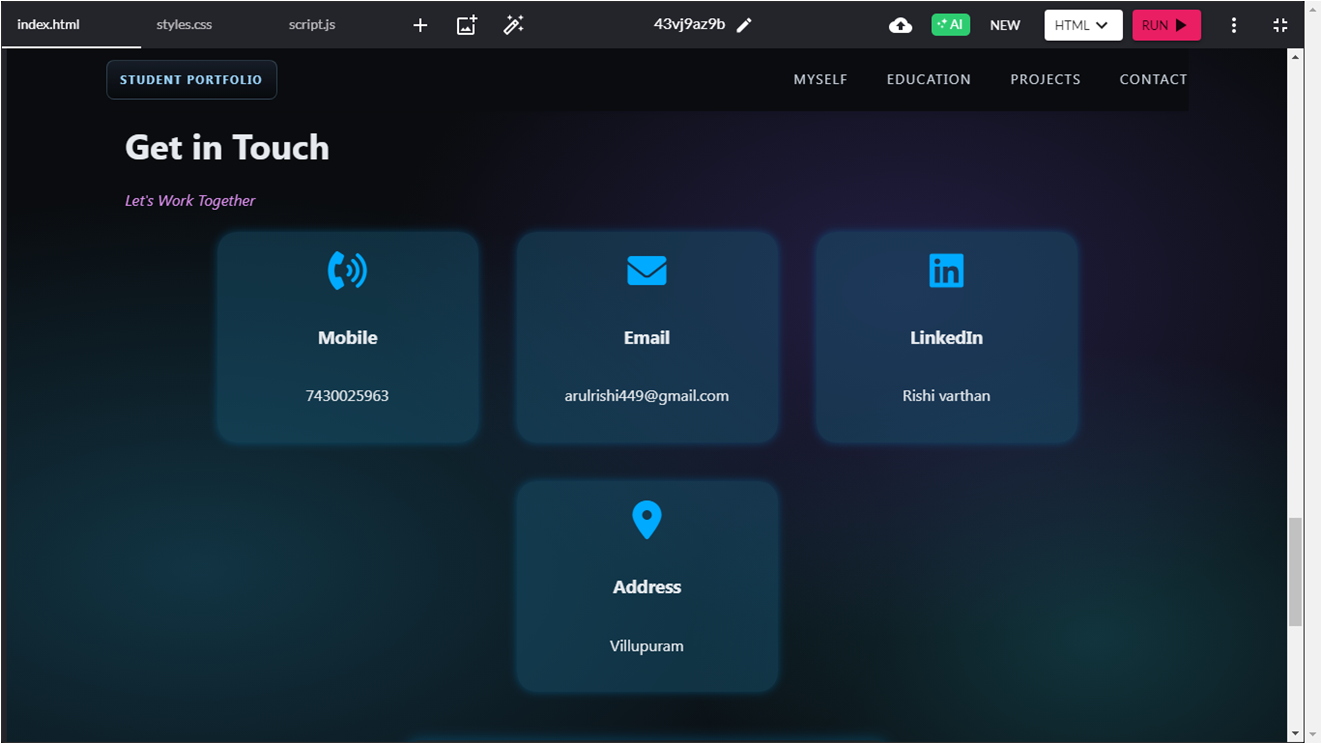 index.html styles.css script.js 43vj9az9b AI NEW HTML RUN
STUDENT PORTFOLIO MYSELF EDUCATION PROJECTS CONTACT
Get in Touch
Let's Work Together
Mobile Email LinkedIn
7430025963 arulrishi449@gmail.com Rishi varthan
Address
Villupuram